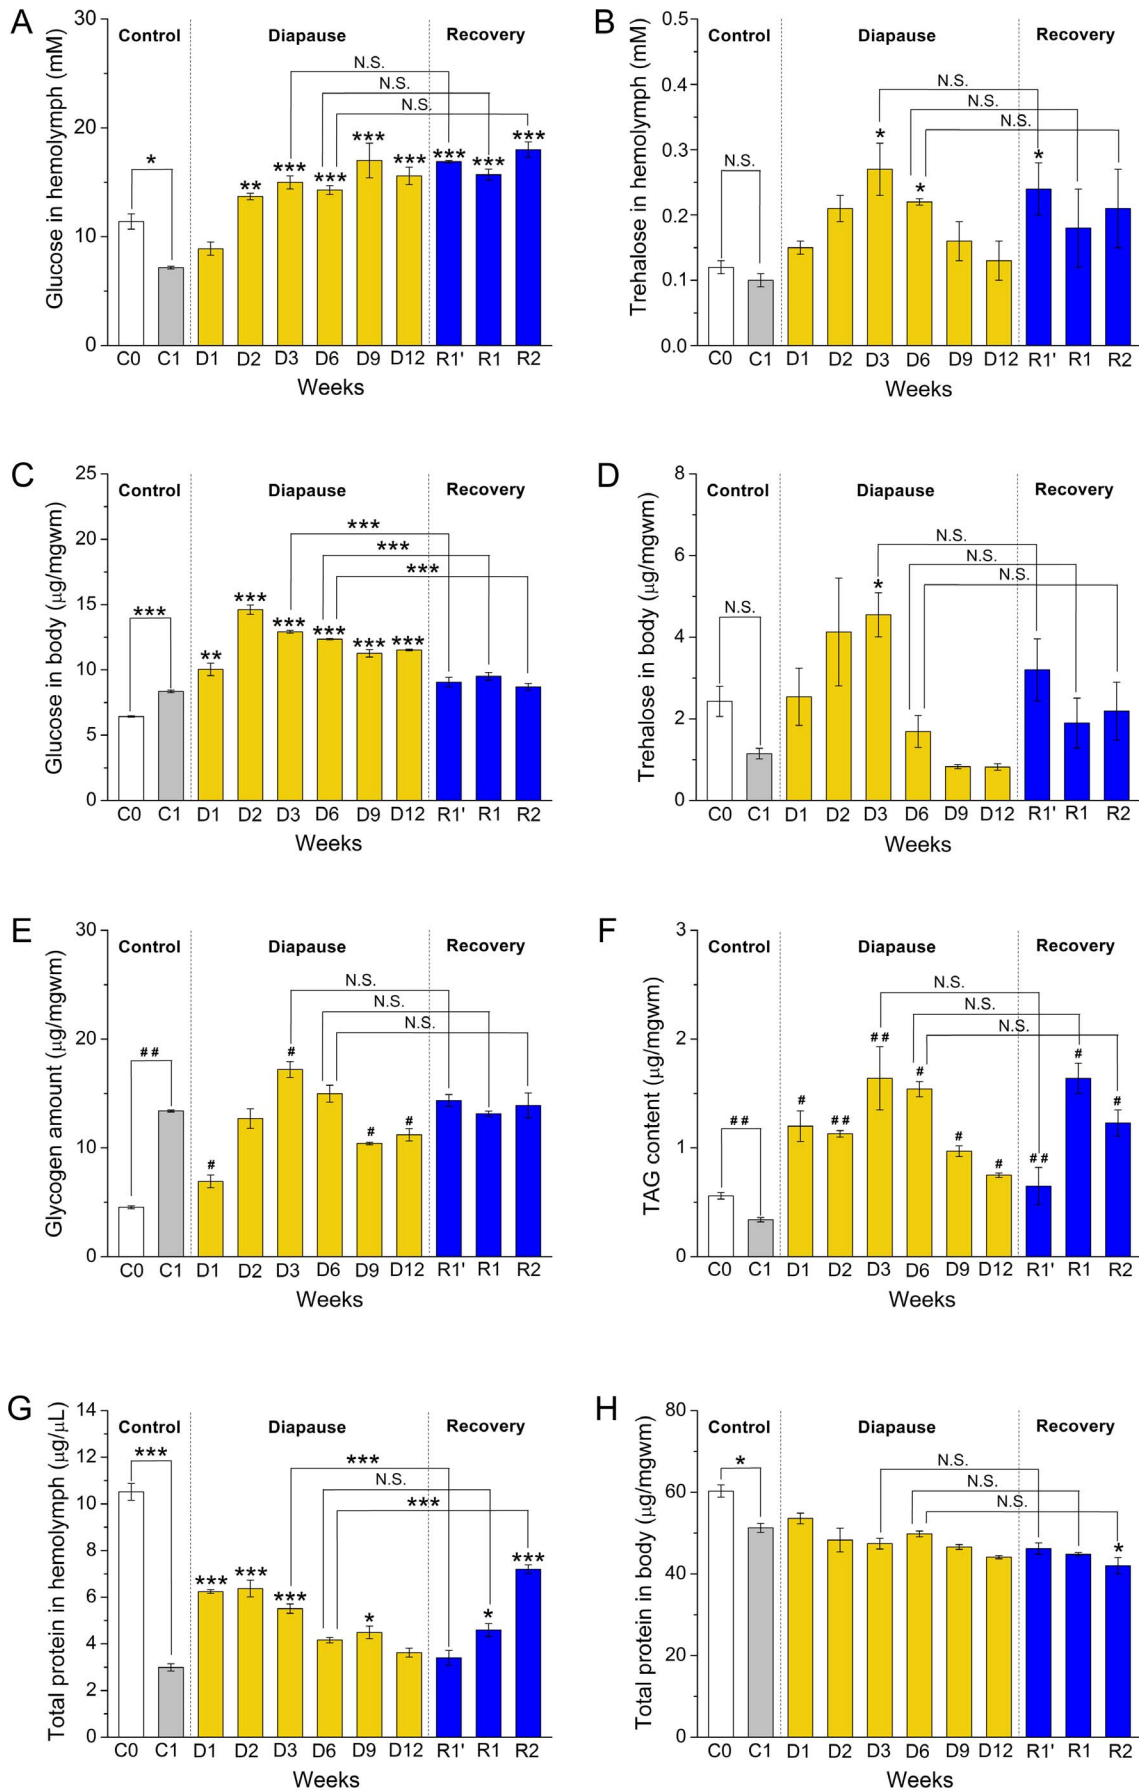 A
Glucose in hemolymph (mM)
30
20
10
0
Control Diapause Recovery
N.S.
N.S.
N.S.
*
** *** *** *** *** *** *** ***
C0 C1 D1 D2 D3 D6 D9 D12 R1' R1 R2
Weeks
B
Trehalose in hemolymph (mM)
0.5
0.4
0.3
0.2
0.1
0.0
Control Diapause Recovery
N.S.
N.S.
N.S.
N.S.
* * *
C0 C1 D1 D2 D3 D6 D9 D12 R1' R1 R2
Weeks
C
Glucose in body (µg/mgwm)
25
20
15
10
5
0
Control Diapause Recovery
***
***
***
***
** *** *** *** *** ***
C0 C1 D1 D2 D3 D6 D9 D12 R1' R1 R2
Weeks
D
Trehalose in body (µg/mgwm)
8
6
4
2
0
Control Diapause Recovery
N.S.
N.S.
N.S.
N.S.
*
C0 C1 D1 D2 D3 D6 D9 D12 R1' R1 R2
Weeks
E
Glycogen amount (µg/mgwm)
30
20
10
0
Control Diapause Recovery
N.S.
N.S.
N.S.
##
# # # #
C0 C1 D1 D2 D3 D6 D9 D12 R1' R1 R2
Weeks
F
TAG content (µg/mgwm)
3
2
1
0
Control Diapause Recovery
N.S.
N.S.
N.S.
##
# ## ## # # # ## # #
C0 C1 D1 D2 D3 D6 D9 D12 R1' R1 R2
Weeks
G
Total protein in hemolymph (µg/µL)
14
12
10
8
6
4
2
0
Control Diapause Recovery
***
***
N.S.
***
*** *** *** * * ***
C0 C1 D1 D2 D3 D6 D9 D12 R1' R1 R2
Weeks
H
Total protein in body (µg/mgwm)
80
60
40
20
0
Control Diapause Recovery
N.S.
N.S.
N.S.
*
*
C0 C1 D1 D2 D3 D6 D9 D12 R1' R1 R2
Weeks